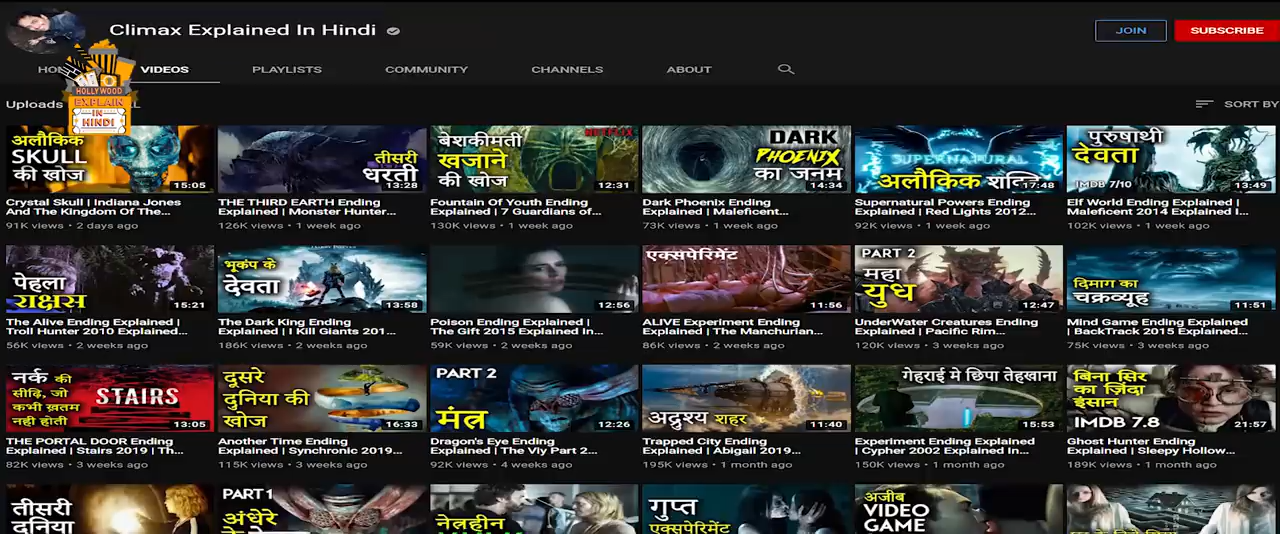 Climax Explained In Hindi
JOIN
SUBSCRIBE
VIDEOS
PLAYLISTS
COMMUNITY
CHANNELS
ABOUT
HOLLYWOOD
EXPLAIN
IN
HINDI
Uploads
SORT BY
अलौकिक
SKULL
की खोज
15:05
तीसरी
धरती
13:28
NETFLIX
बेशकीमती
खजाने
की खोज
12:31
DARK
PHOENIX
का जनम
14:34
SUPERNATURAL
अलौकिक शक्ति
17:48
पुरुषाथी
देवता
IMDB 7/10
13:49
Crystal Skull | Indiana Jones
And The Kingdom Of The...
91K views • 2 days ago
THE THIRD EARTH Ending
Explained | Monster Hunter...
126K views • 1 week ago
Fountain Of Youth Ending
Explained | 7 Guardians of...
130K views • 1 week ago
Dark Phoenix Ending
Explained | Maleficent...
73K views • 1 week ago
Supernatural Powers Ending
Explained | Red Lights 2012...
92K views • 1 week ago
Elf World Ending Explained |
Maleficent 2014 Explained I...
102K views • 1 week ago
पेहला
राक्षस
15:21
भूकंप के
देवता
13:58
12:56
एक्सपेरिमेंट
11:56
PART 2
महा
युध
12:47
दिमाग का
चक्रव्यूह
11:51
The Alive Ending Explained |
Troll Hunter 2010 Explained...
56K views • 2 weeks ago
The Dark King Ending
Explained | I Kill Giants 201...
186K views • 2 weeks ago
Poison Ending Explained |
The Gift 2015 Explained In...
59K views • 2 weeks ago
ALIVE Experiment Ending
Explained | The Manchurian...
86K views • 2 weeks ago
UnderWater Creatures Ending
Explained | Pacific Rim...
120K views • 3 weeks ago
Mind Game Ending Explained
| BackTrack 2015 Explained...
75K views • 3 weeks ago
नर्क की
सीढ़ि, जो
कभी ख़तम
नही होती
STAIRS
13:05
दूसरे
दुनिया की
खोज
16:33
PART 2
मंत्र
12:26
अदृश्य शहर
11:40
गेहराई मे छिपा तेहखाना
15:53
बिना सिर
का ज़िंदा
इंसान
IMDB 7.8
21:57
THE PORTAL DOOR Ending
Explained | Stairs 2019 | Th...
82K views • 3 weeks ago
Another Time Ending
Explained | Synchronic 2019...
115K views • 3 weeks ago
Dragon's Eye Ending
Explained | The Viy Part 2...
92K views • 4 weeks ago
Trapped City Ending
Explained | Abigail 2019...
195K views • 1 month ago
Experiment Ending Explained
| Cypher 2002 Explained In...
150K views • 1 month ago
Ghost Hunter Ending
Explained | Sleepy Hollow...
189K views • 1 month ago
तीसरी
दुनिया
PART 1
अंधेरे
नेत्रहीन
गुप्त
एक्सपेरिमेंट
अजीब
VIDEO
GAME